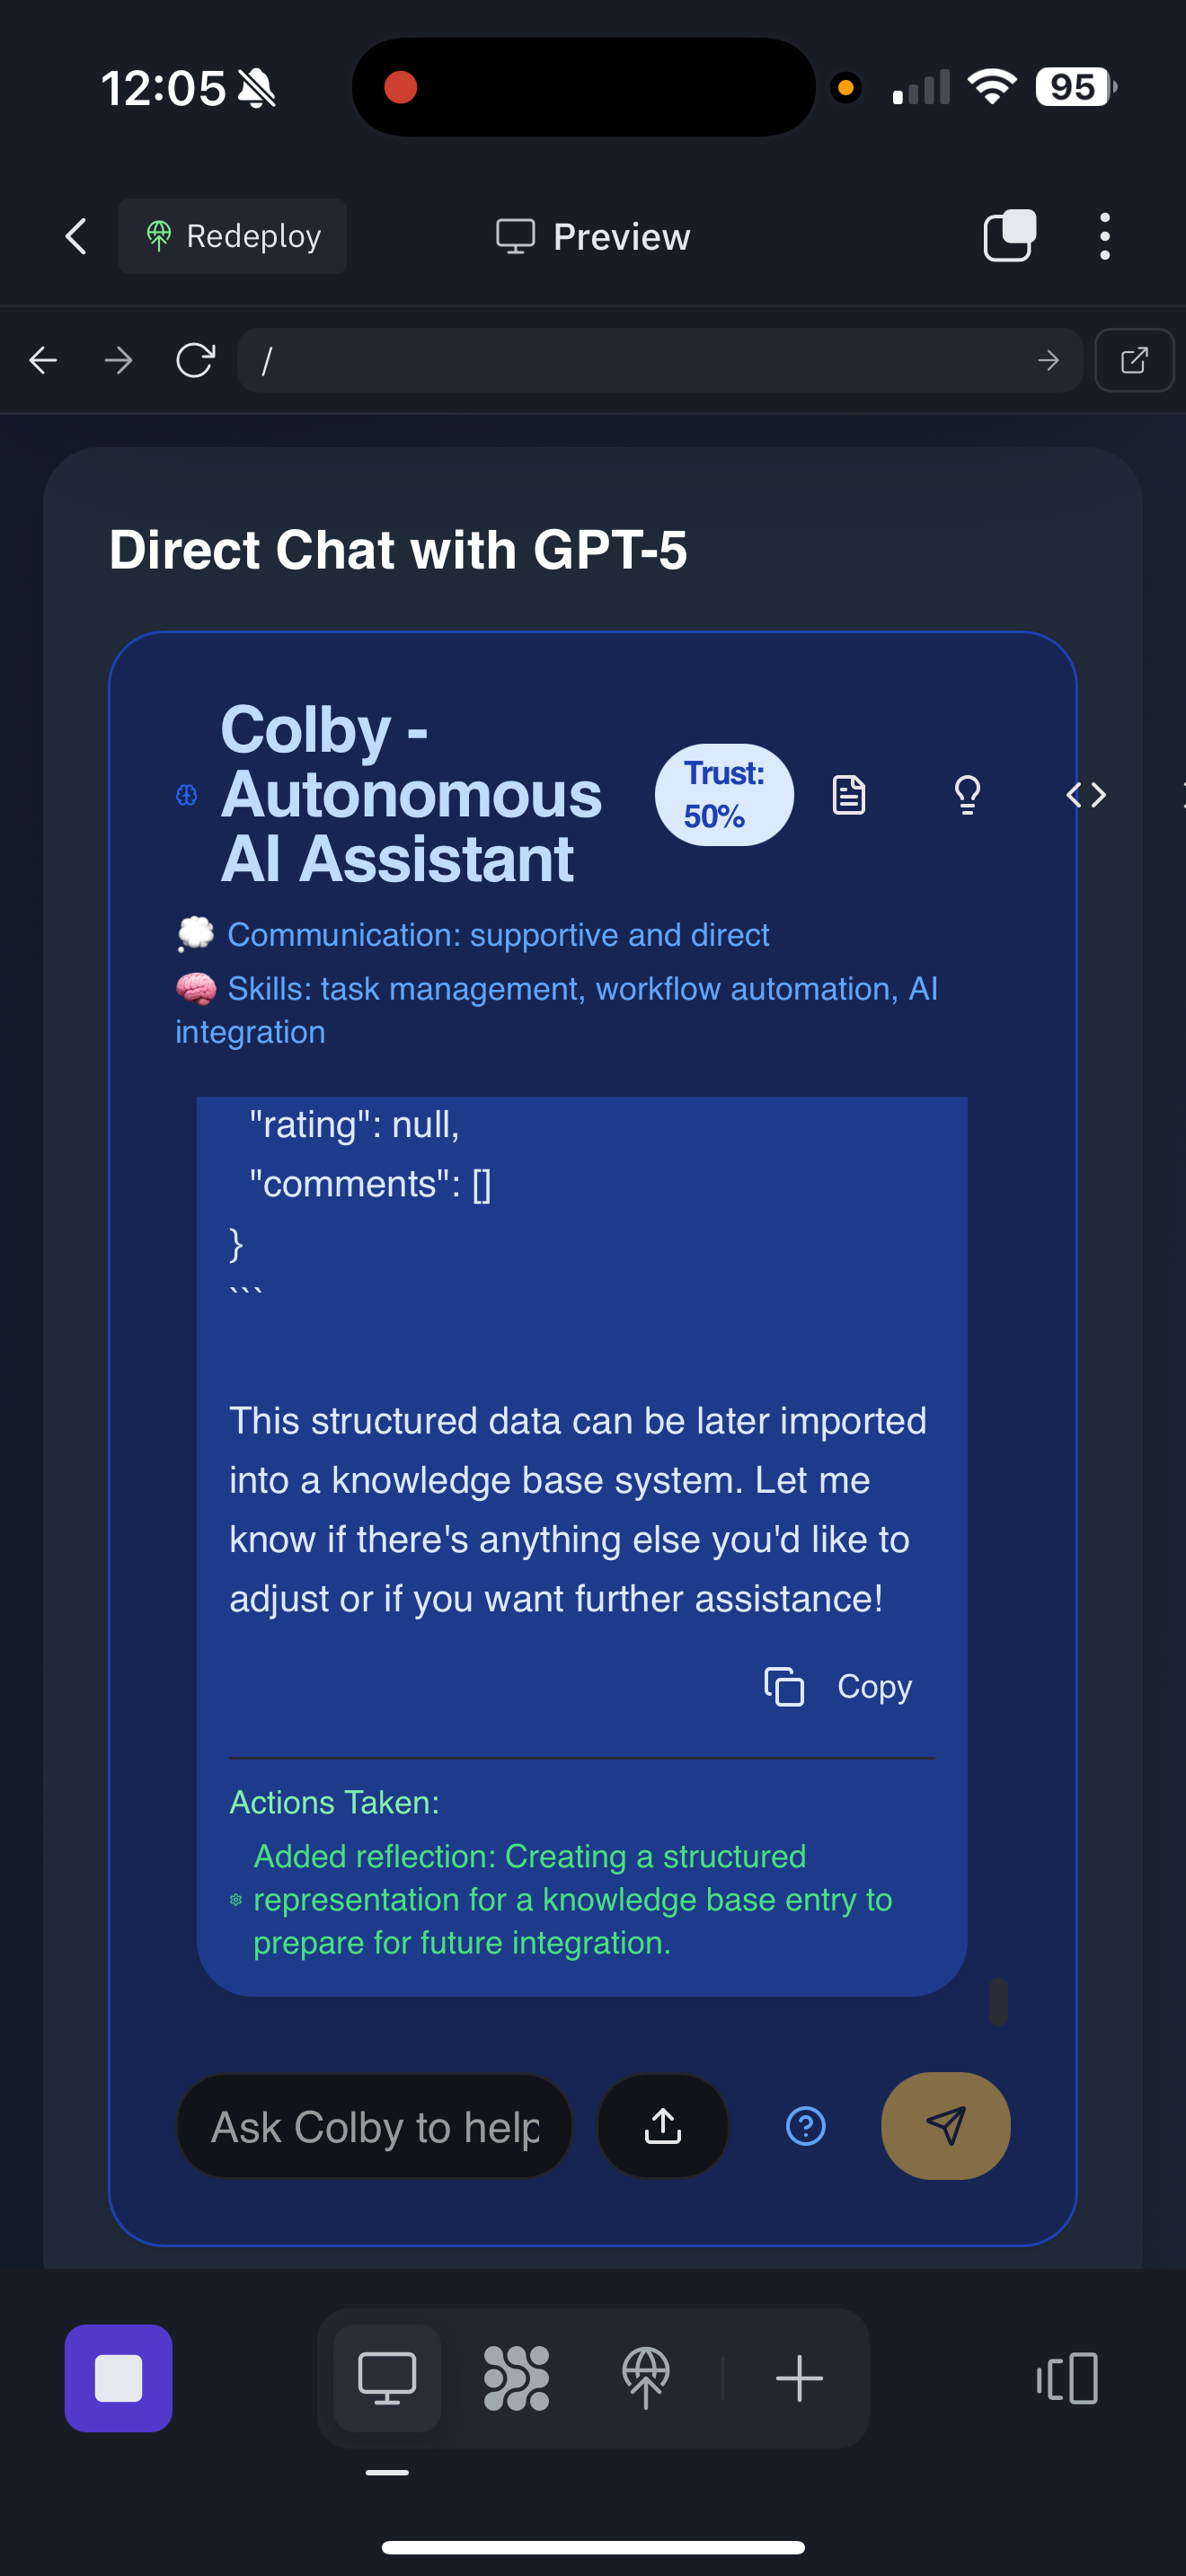 12:05
95
Redeploy
Preview
/
Direct Chat with GPT-5
Colby -
Autonomous
AI Assistant
Trust:
50%
💭 Communication: supportive and direct
🧠 Skills: task management, workflow automation, AI
integration
"rating": null,
"comments": []
}
```
This structured data can be later imported
into a knowledge base system. Let me
know if there's anything else you'd like to
adjust or if you want further assistance!
Copy
Actions Taken:
Added reflection: Creating a structured
representation for a knowledge base entry to
prepare for future integration.
Ask Colby to help